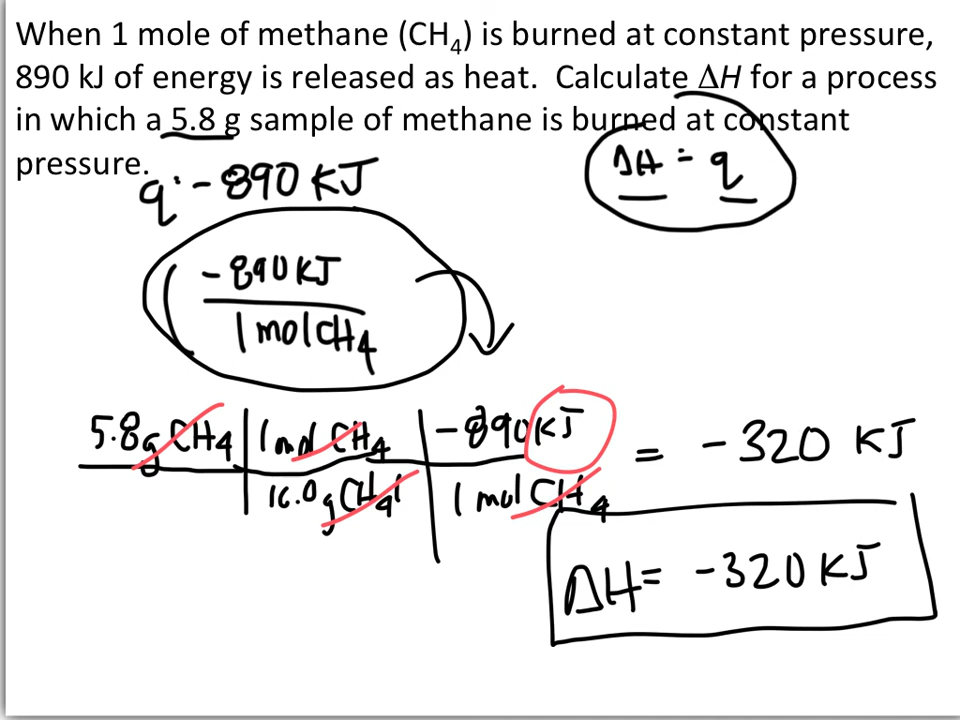 When 1 mole of methane (CH₄) is burned at constant pressure,
890 kJ of energy is released as heat. Calculate ΔH for a process
in which a 5.8 g sample of methane is burned at constant
pressure.
ΔH = q
q = -890 KJ
-890 KJ
1 mol CH₄
5.8 g CH₄ | 1 mol CH₄ | -890 KJ
= -320 KJ
16.0 g CH₄ | 1 mol CH₄
ΔH = -320 KJ